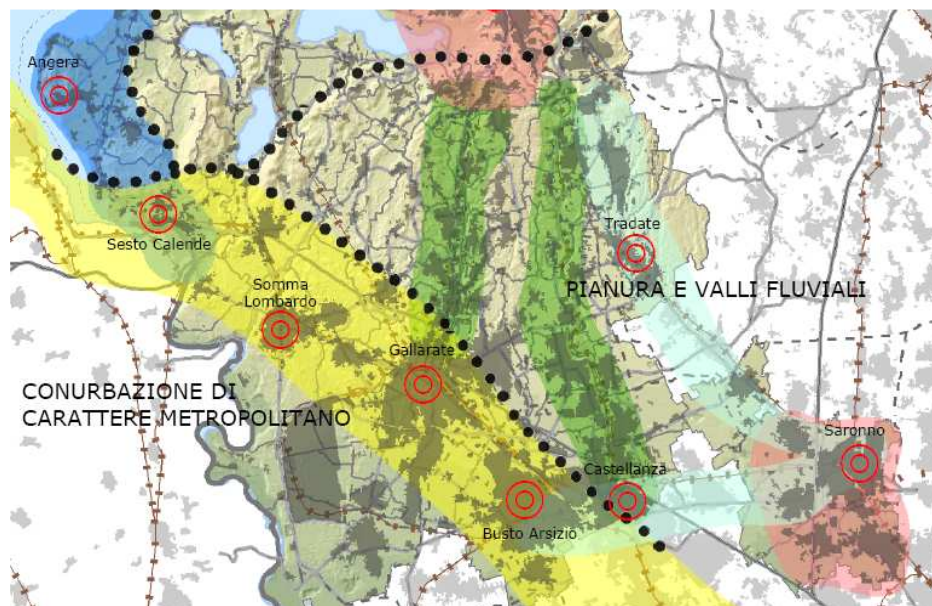 Angera
Sesto Calende
Tradate
Somma
Lombardo
PIANURA E VALLI FLUVIALI
Gallarate
CONURBAZIONE DI
CARATTERE METROPOLITANO
Saronno
Castellanza
Busto Arsizio